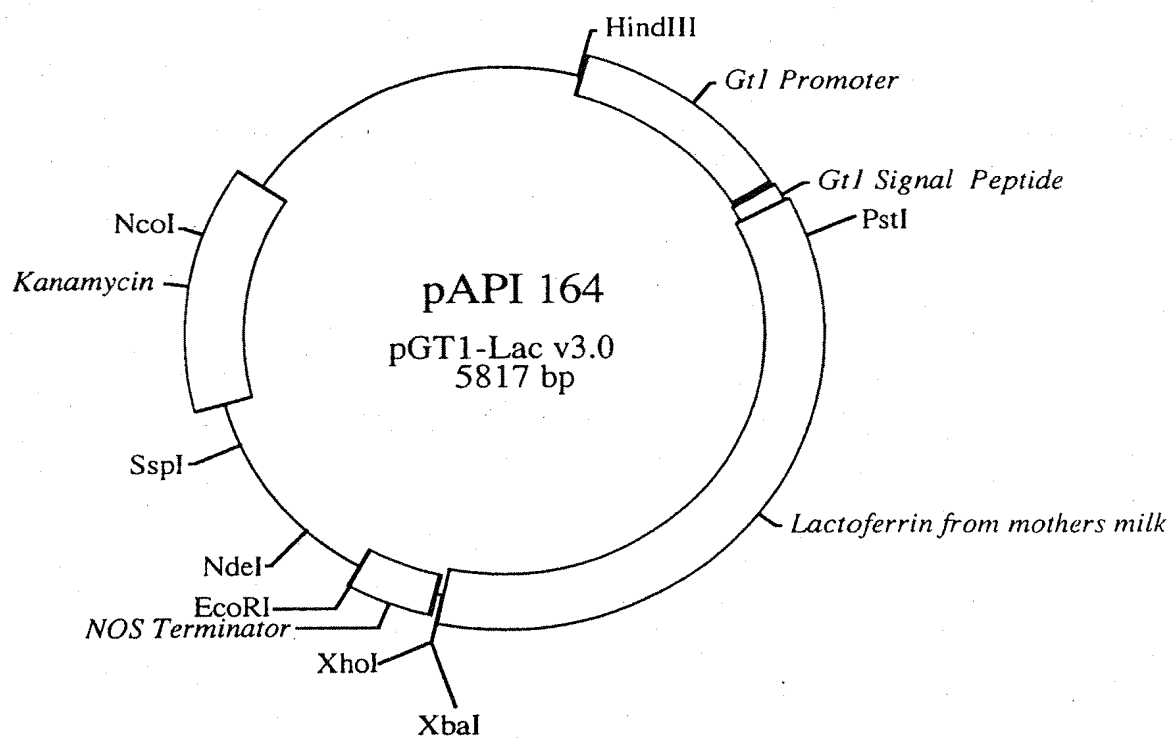 HindIII
Gt1 Promoter
Gt1 Signal Peptide
PstI
NcoI
Kanamycin
pAPI 164
pGT1-Lac v3.0
5817 bp
SspI
Lactoferrin from mothers milk
NdeI
EcoRI
NOS Terminator
XhoI
XbaI